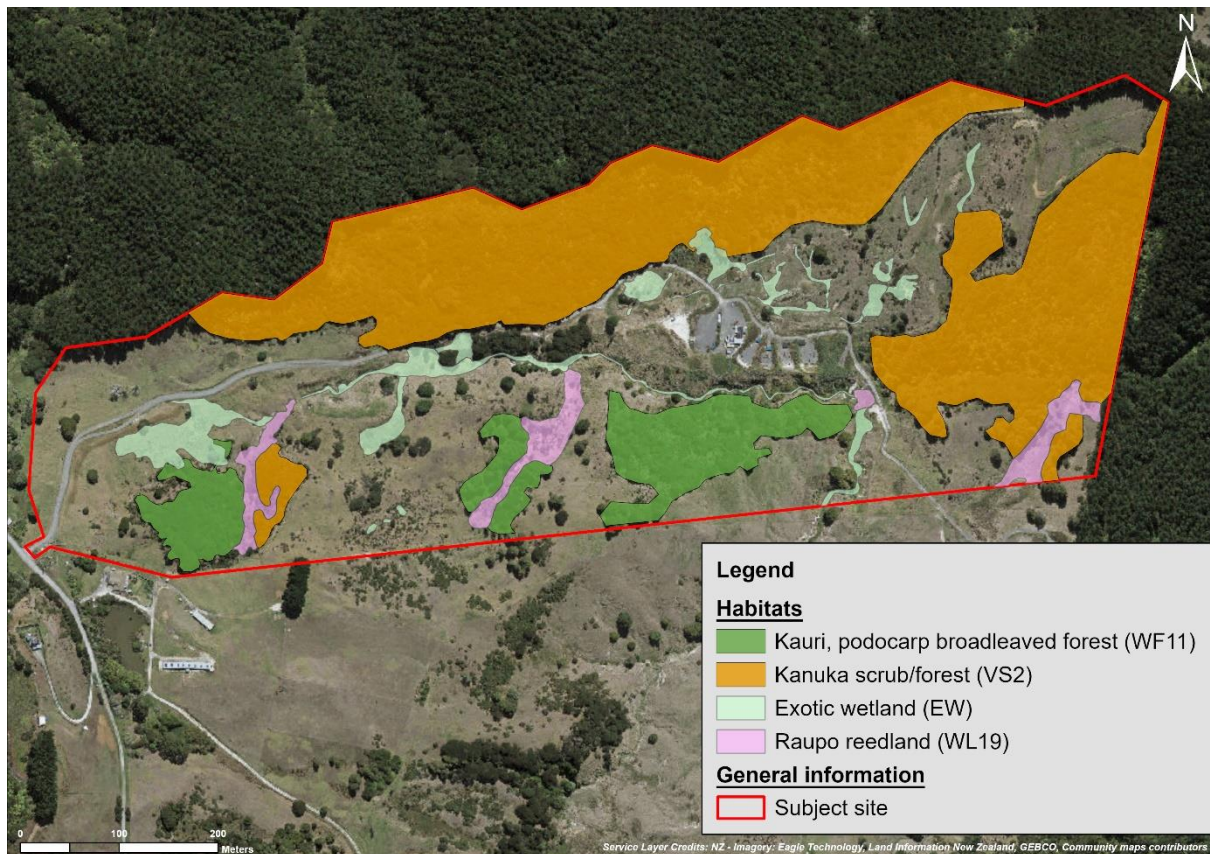 N
Legend
Habitats
Kauri, podocarp broadleaved forest (WF11)
Kanuka scrub/forest (VS2)
Exotic wetland (EW)
Raupo reedland (WL19)
General information
Subject site
0 100 200
Meters
Service Layer Credits: NZ - Imagery: Eagle Technology, Land Information New Zealand, GEBCO, Community maps contributors